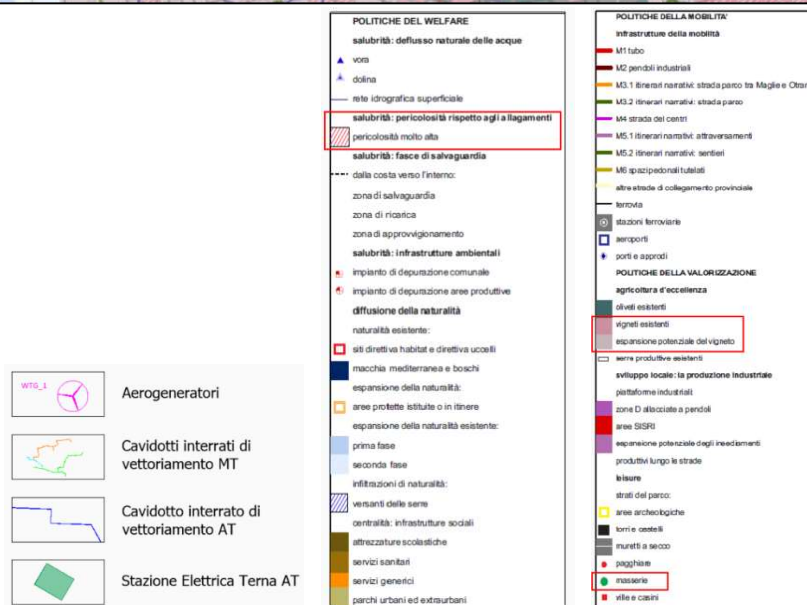 WTG_1
Aerogeneratori
Cavidotti interrati di
vettoriamento MT
Cavidotto interrato di
vettoriamento AT
Stazione Elettrica Terna AT
POLITICHE DEL WELFARE
salubrità: deflusso naturale delle acque
vora
dolina
rete idrografica superficiale
salubrità: pericolosità rispetto agli allagamenti
pericolosità molto alta
salubrità: fasce di salvaguardia
dalla costa verso l'interno:
zona di salvaguardia
zona di ricarica
zona di approvvigionamento
salubrità: infrastrutture ambientali
impianto di depurazione comunale
impianto di depurazione aree produttive
diffusione della naturalità
naturalità esistente:
siti direttiva habitat e direttiva uccelli
macchia mediterranea e boschi
espansione della naturalità:
aree protette istituite o in itinere
espansione della naturalità esistente:
prima fase
seconda fase
infiltrazioni di naturalità:
versanti delle serre
centralità: infrastrutture sociali
attrezzature scolastiche
servizi sanitari
servizi generici
parchi urbani ed extraurbani
POLITICHE DELLA MOBILITA'
infrastrutture della mobilità
M1 tubo
M2 pendoli industriali
M3.1 itinerari narrativi: strada parco tra Maglie e Otran
M3.2 itinerari narrativi: strada parco
M4 strada dei centri
M5.1 itinerari narrativi: attraversamenti
M5.2 itinerari narrativi: sentieri
M6 spazi pedonali tutelati
altre strade di collegamento provinciale
ferrovia
stazioni ferroviarie
aeroporti
porti e approdi
POLITICHE DELLA VALORIZZAZIONE
agricoltura d'eccellenza
oliveti esistenti
vigneti esistenti
espansione potenziale del vigneto
serre produttive esistenti
sviluppo locale: la produzione industriale
piattaforme industriali:
zone D allacciate a pendoli
aree SISRI
espansione potenziale degli insediamenti
produttivi lungo le strade
leisure
strati del parco:
aree archeologiche
torri e castelli
muretti a secco
pagghiare
masserie
ville e casini